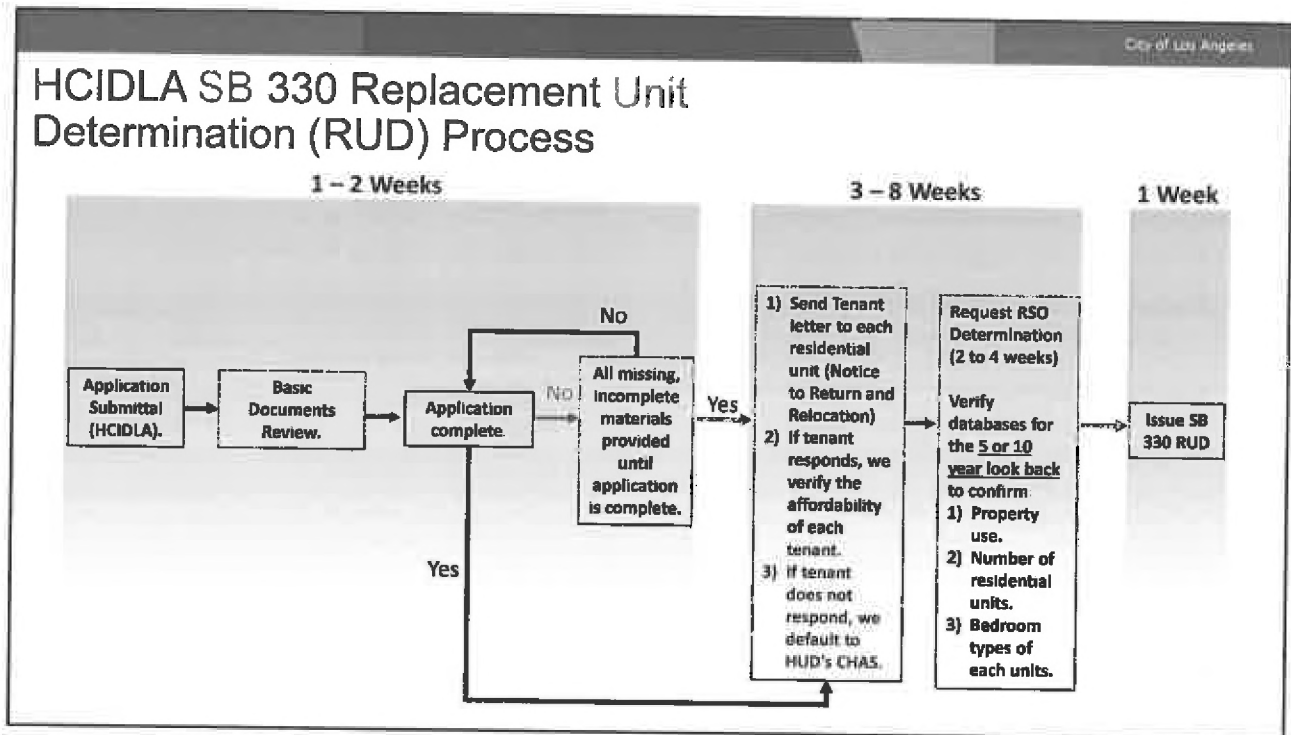 City of Los Angeles
HCIDLA SB 330 Replacement Unit
Determination (RUD) Process
1 – 2 Weeks
3 – 8 Weeks
1 Week
Application
Submittal
(HCIDLA).
Basic
Documents
Review.
Application
complete
No
No
All missing,
incomplete
materials
provided
until
application
is complete.
Yes
Yes
1) Send Tenant
letter to each
residential
unit (Notice
to Return and
Relocation)
2) If tenant
responds, we
verify the
affordability
of each
tenant.
3) If tenant
does not
respond, we
default to
HUD's CHAS.
Request RSO
Determination
(2 to 4 weeks)
Verify
databases for
the 5 or 10
year look back
to confirm
1) Property
use.
2) Number of
residential
units.
3) Bedroom
types of
each units.
Issue SB
330 RUD